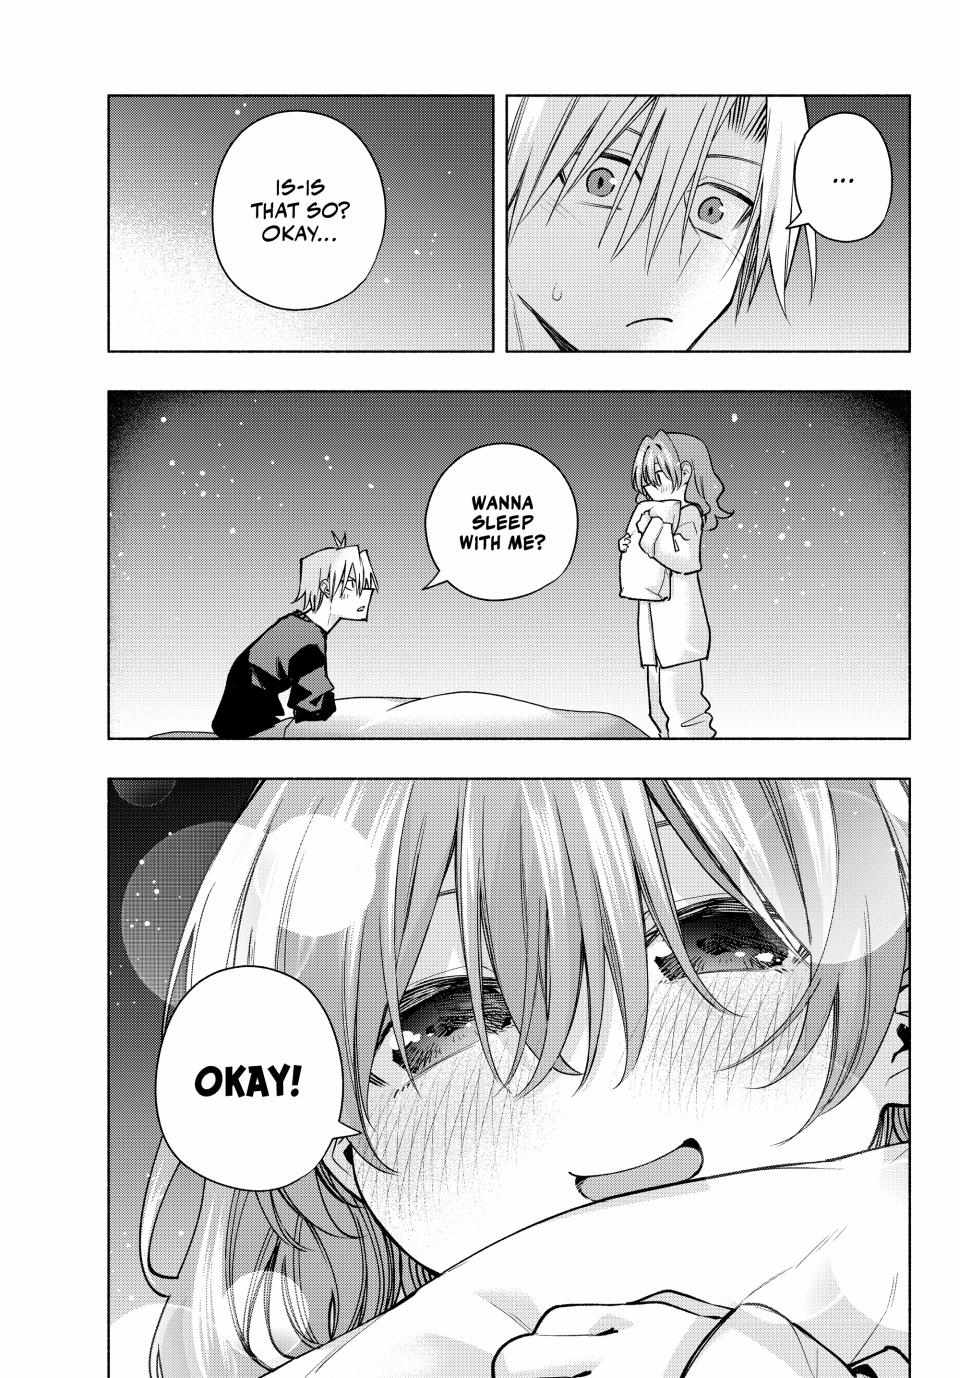 ...
IS-IS
THAT SO?
OKAY...
WANNA
SLEEP
WITH ME?
OKAY!